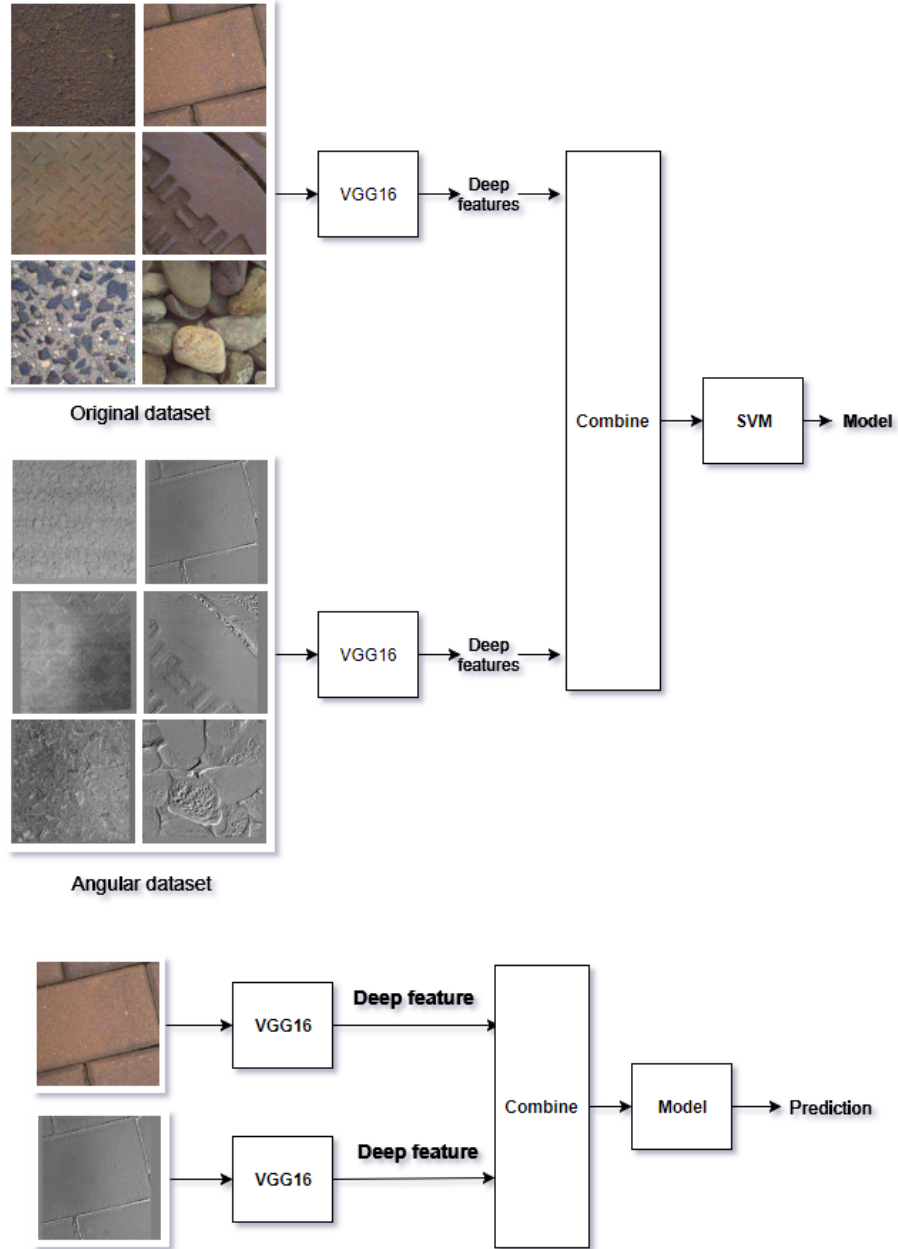 VGG16
Deep
features
Original dataset
Combine
SVM
Model
VGG16
Deep
features
Angular dataset
VGG16
Deep feature
Combine
Model
Prediction
VGG16
Deep feature